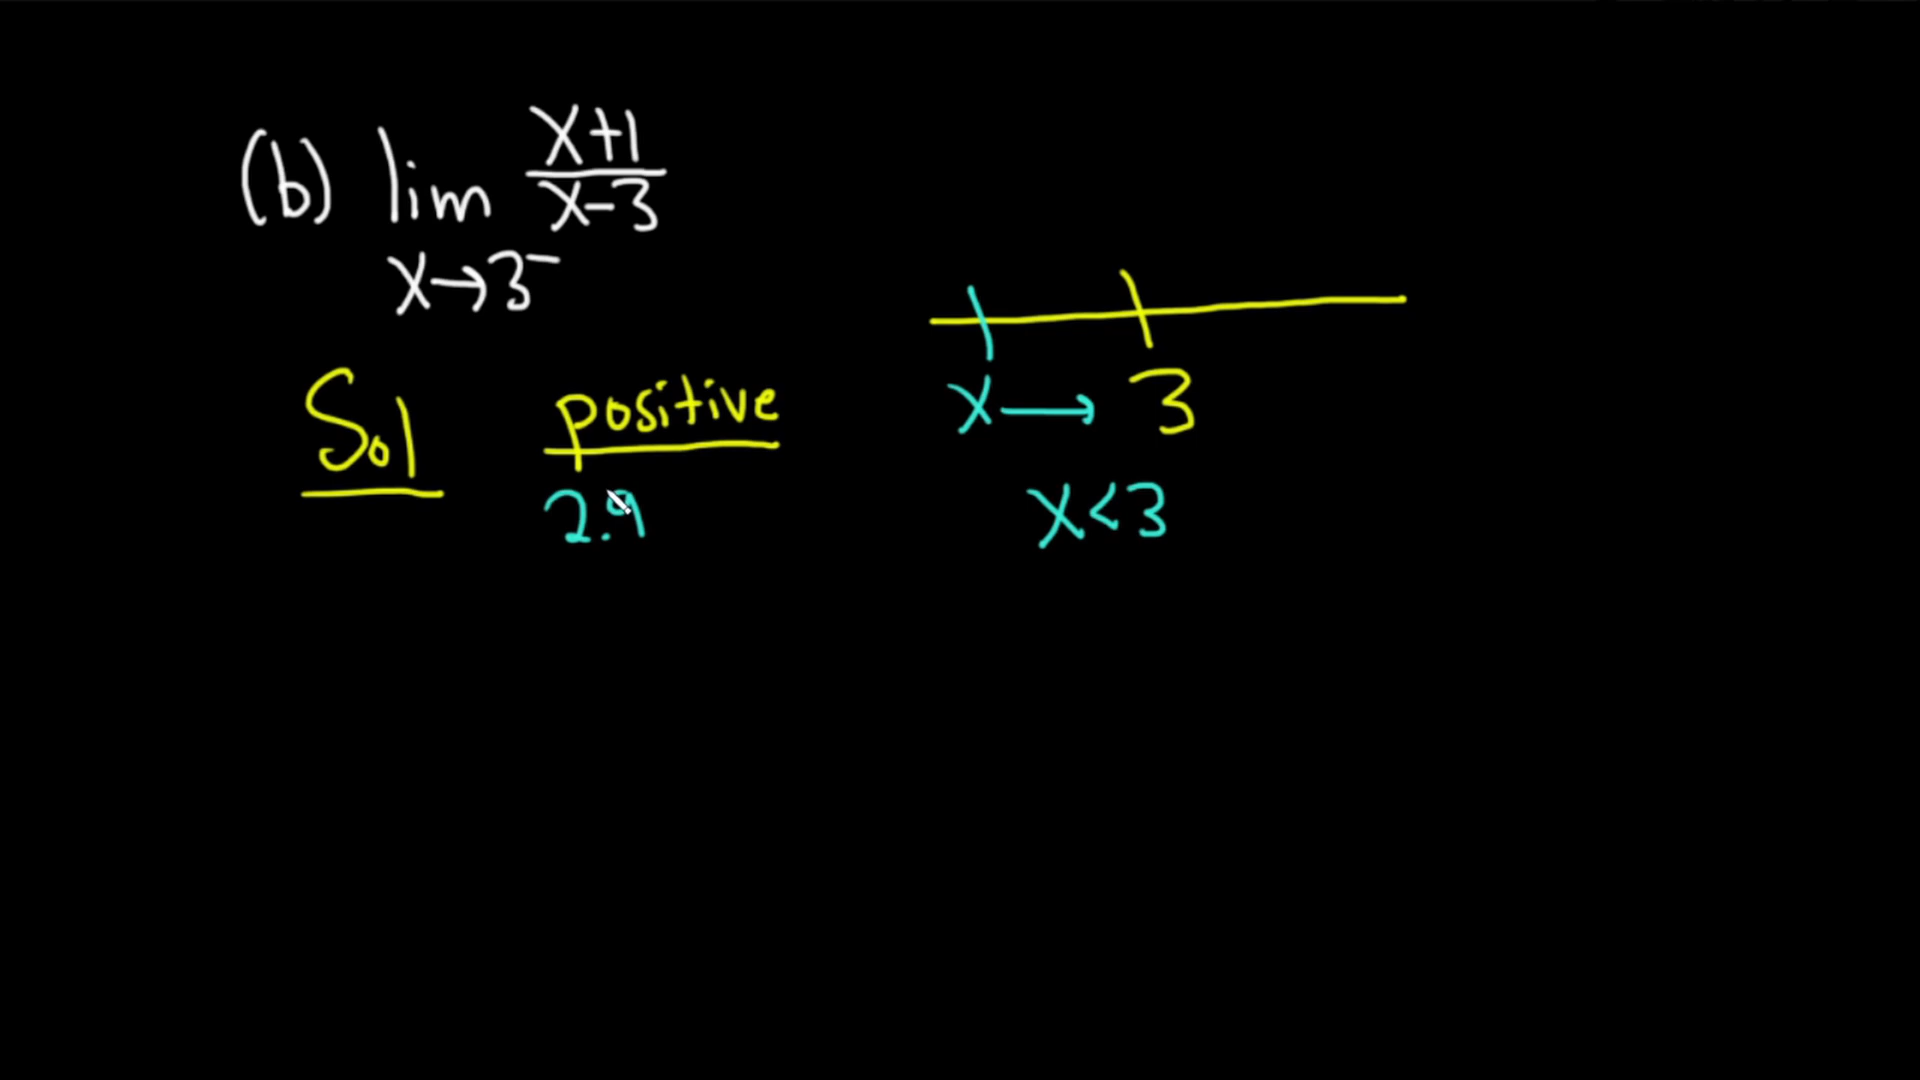 (b) lim x+1/x-3
x→3⁻
Sol positive
2.9
x → 3
x<3